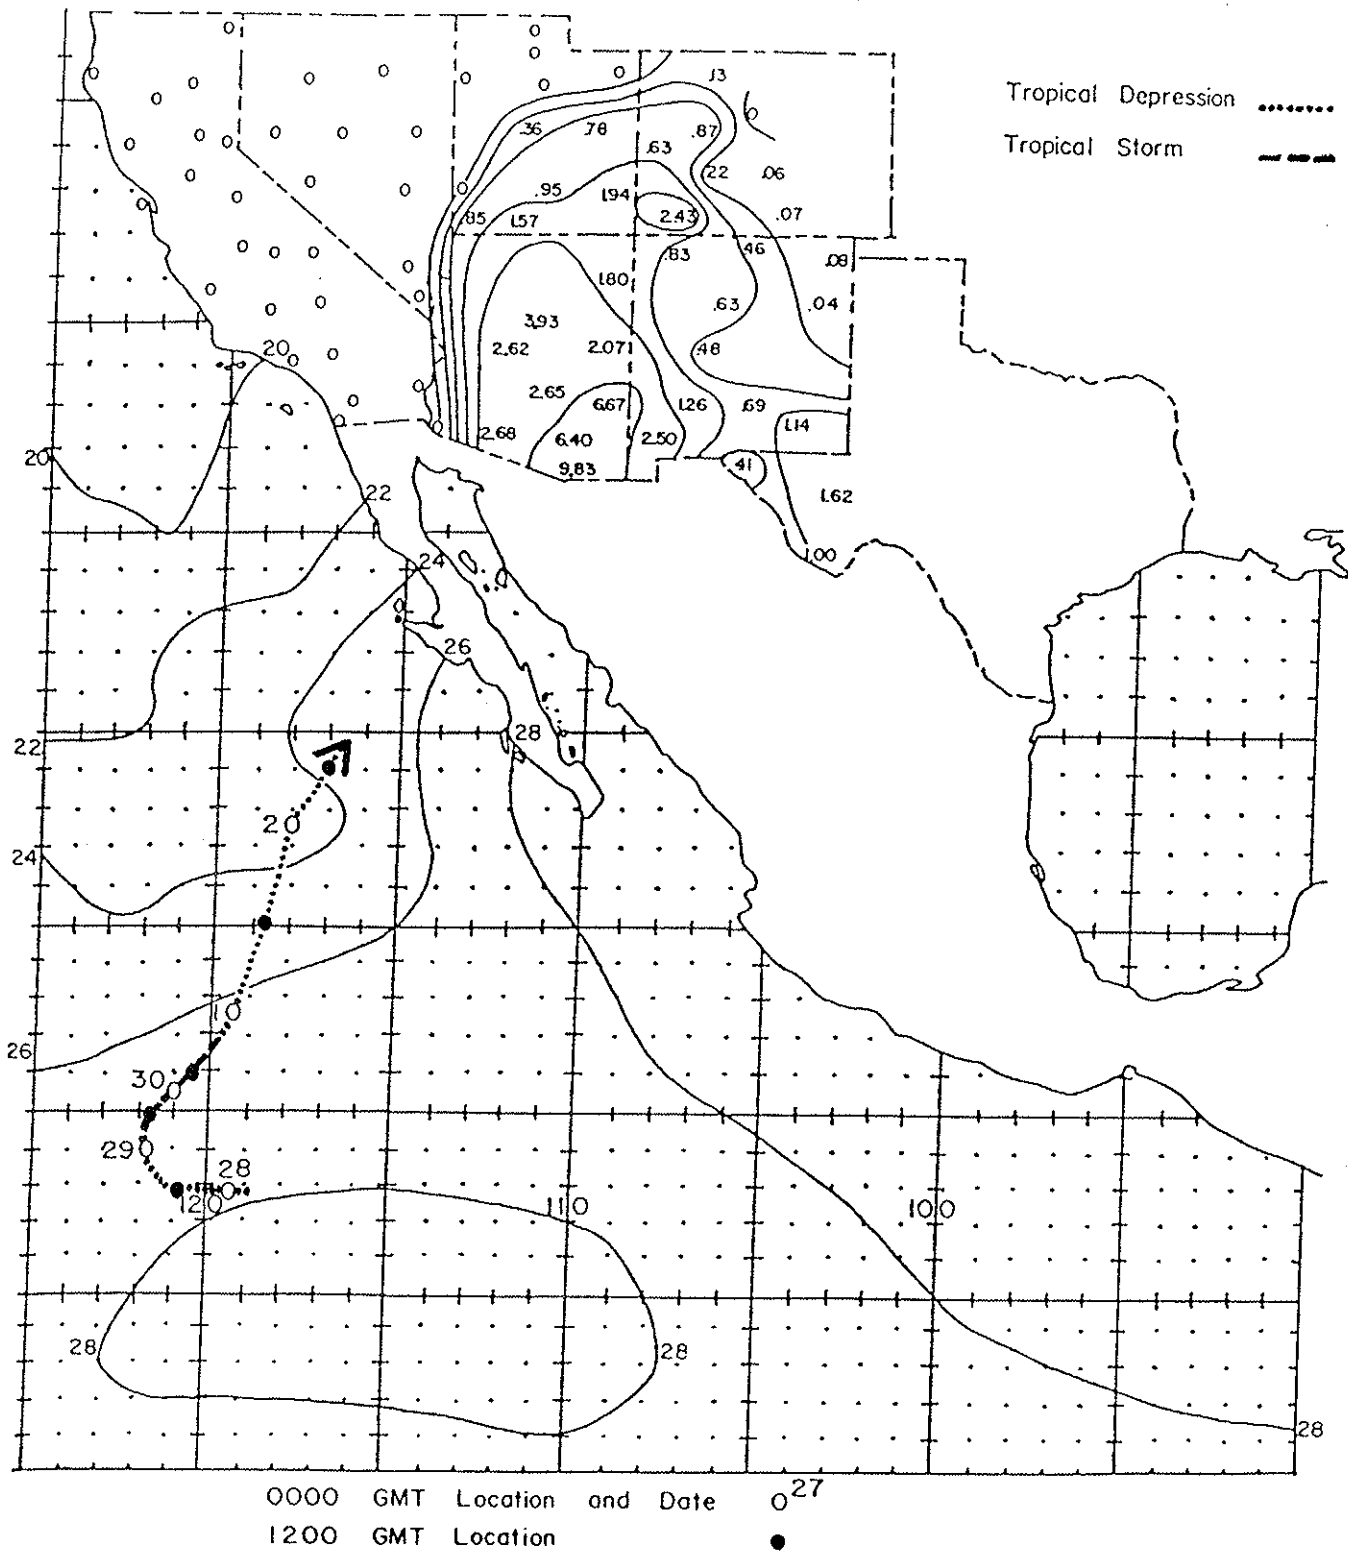 .13
Tropical Depression
.36 .78 .87
Tropical Storm
.63
.22 .06
.95 1.94
.85 1.57 2.43 .07
.83 .46 .08
1.80
.63 .04
3.93
20 2.62 2.07 .48
2.65 6.67 1.26 .69
1.14
2.68 6.40 2.50
20 9.83 .41
22 1.62
1.00
24
26
22 28
20
24
1
26
30
29
28
120 110 100
28 28
28
0000 GMT Location and Date 27
1200 GMT Location